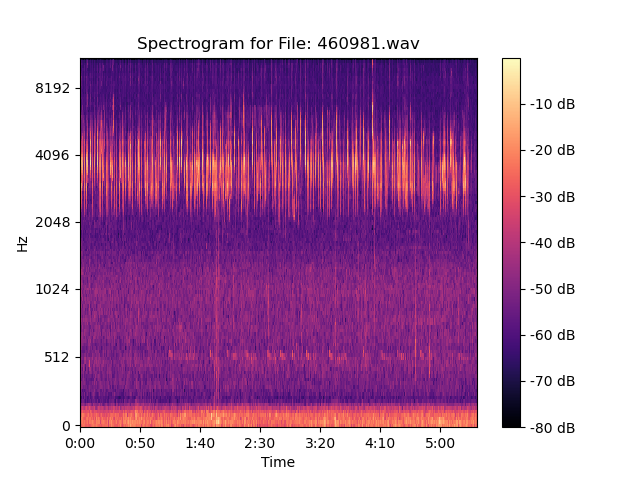 Spectrogram for File: 460981.wav
8192
4096
2048
1024
512
0
Hz
0:00 0:50 1:40 2:30 3:20 4:10 5:00
Time
-10 dB
-20 dB
-30 dB
-40 dB
-50 dB
-60 dB
-70 dB
-80 dB